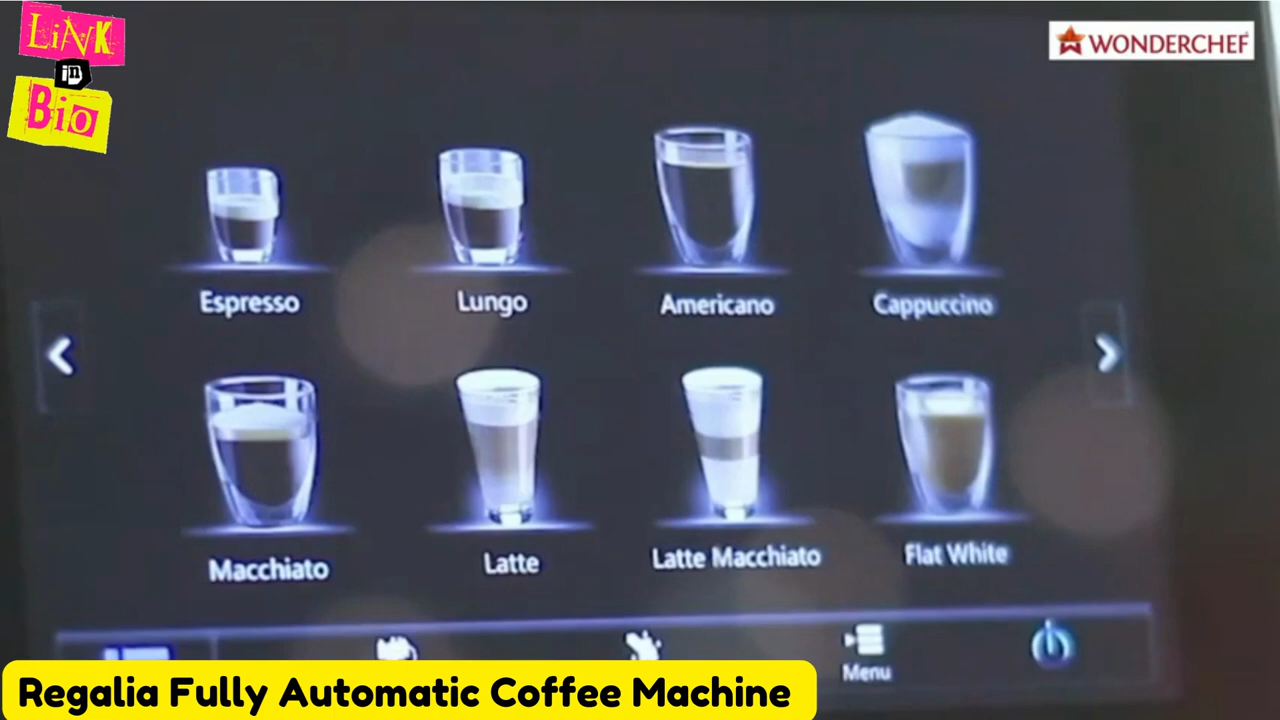 LiNK
in
Bio
WONDERCHEF
Espresso
Lungo
Americano
Cappuccino
Macchiato
Latte
Latte Macchiato
Flat White
Menu
Regalia Fully Automatic Coffee Machine